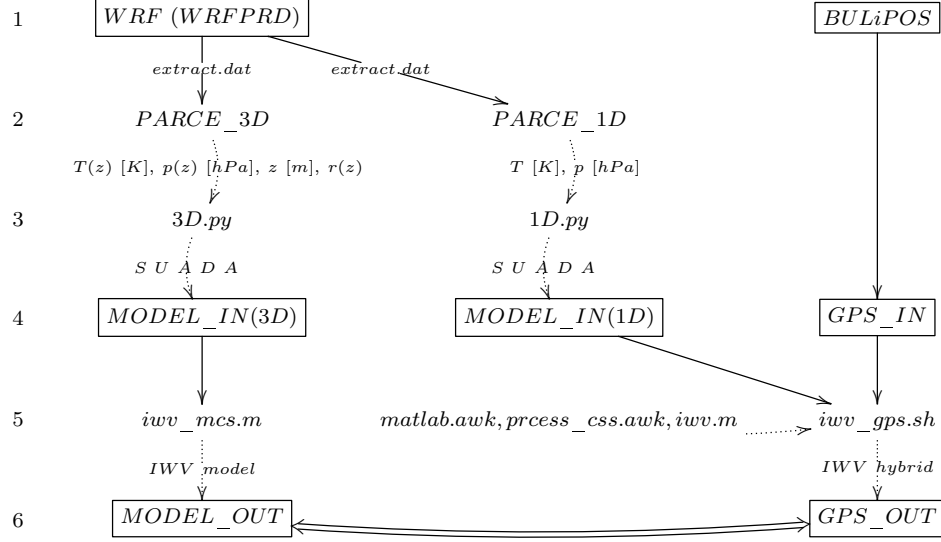 1 WRF (WRFPRD) BULiPOS
extract.dat extract.dat
2 PARCE_3D PARCE_1D
T(z) [K], p(z) [hPa], z [m], r(z) T [K], p [hPa]
3 3D.py 1D.py
S U A D A S U A D A
4 MODEL_IN(3D) MODEL_IN(1D) GPS_IN
5 iwv_mcs.m matlab.awk, prcess_css.awk, iwv.m iwv_gps.sh
IWV model IWV hybrid
6 MODEL_OUT GPS_OUT